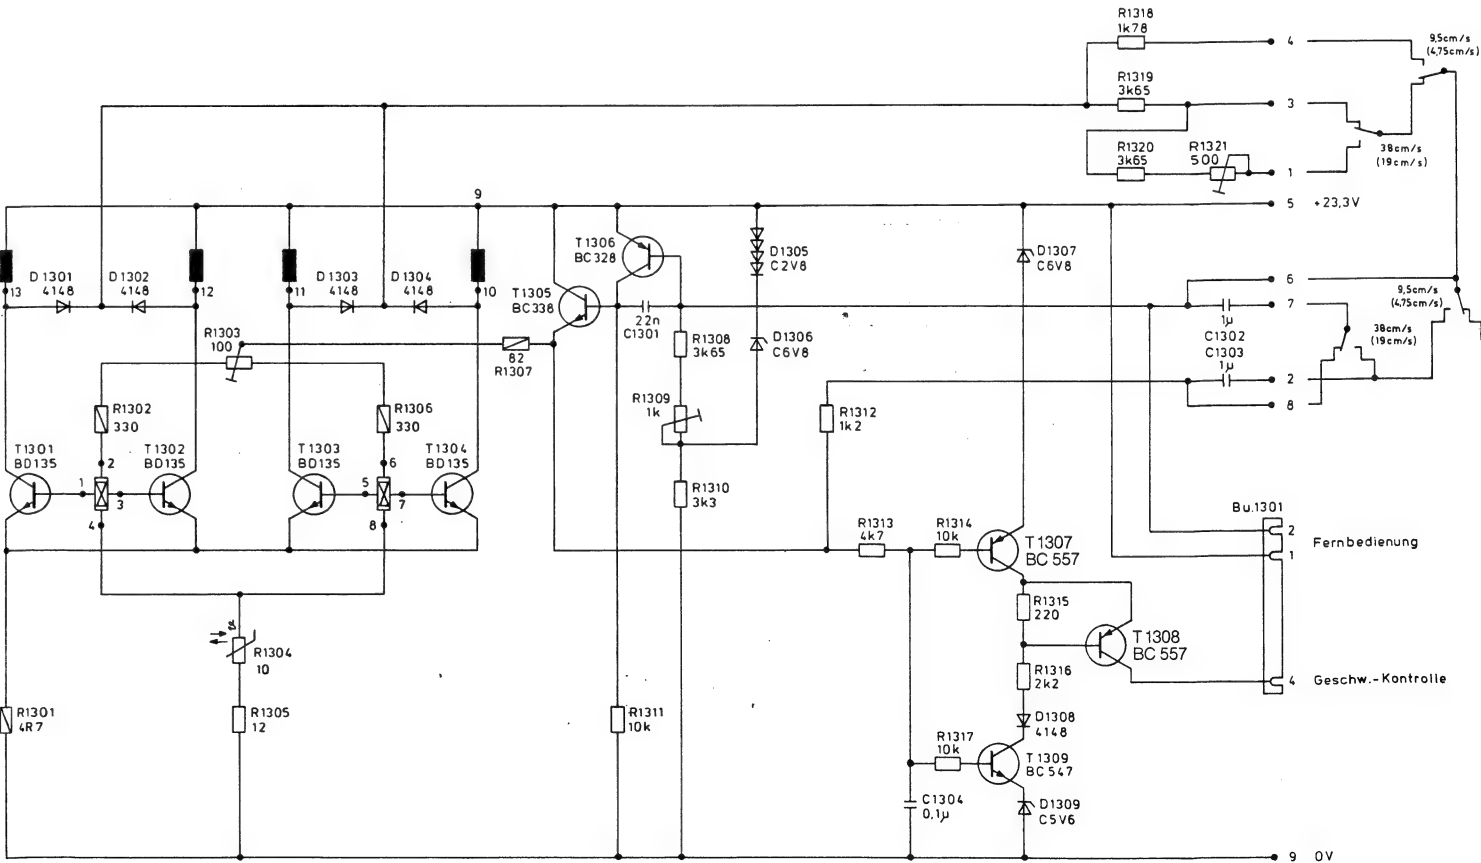 R1318
1k78
4
9,5cm/s
(4,75cm/s)
R1319
3k65
3
38cm/s
(19cm/s)
R1320
3k65
R1321
500
1
9
5 +23,3V
T1306
BC328
D1305
C2V8
D1307
C6V8
D1301
4148
D1302
4148
D1303
4148
D1304
4148
13
12
11
10
T1305
BC338
22n
C1301
6
7
9,5cm/s
(4,75cm/s)
1µ
C1302
C1303
1µ
38cm/s
(19cm/s)
R1303
100
82
R1307
R1308
3k65
D1306
C6V8
2
8
R1302
330
R1306
330
R1309
1k
R1312
1k2
T1301
BD135
T1302
BD135
T1303
BD135
T1304
BD135
2
1
3
4
6
5
7
8
R1310
3k3
Bu.1301
2
1
Fernbedienung
R1313
4k7
R1314
10k
T1307
BC 557
R1315
220
T1308
BC 557
R1304
10
R1316
2k2
4 Geschw.-Kontrolle
R1301
4R7
R1305
12
R1311
10k
D1308
4148
R1317
10k
T1309
BC547
C1304
0,1µ
D1309
C5V6
9 0V